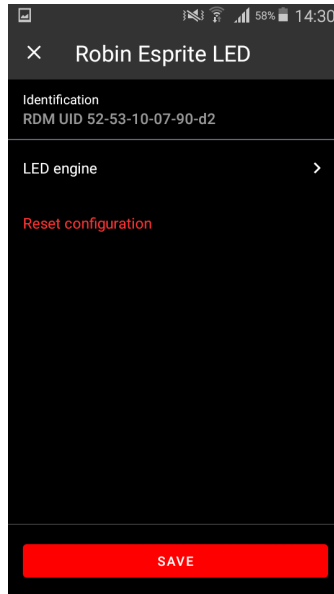 58% 14:30
Robin Esprite LED
Identification
RDM UID 52-53-10-07-90-d2
LED engine
Reset configuration
SAVE